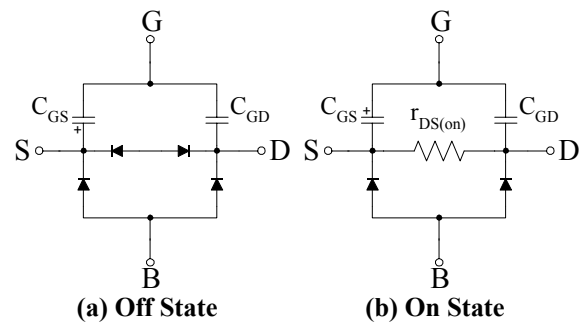 G G
C_GS + C_GD C_GS + r_DS(on) C_GD
S D S D
B B
(a) Off State (b) On State